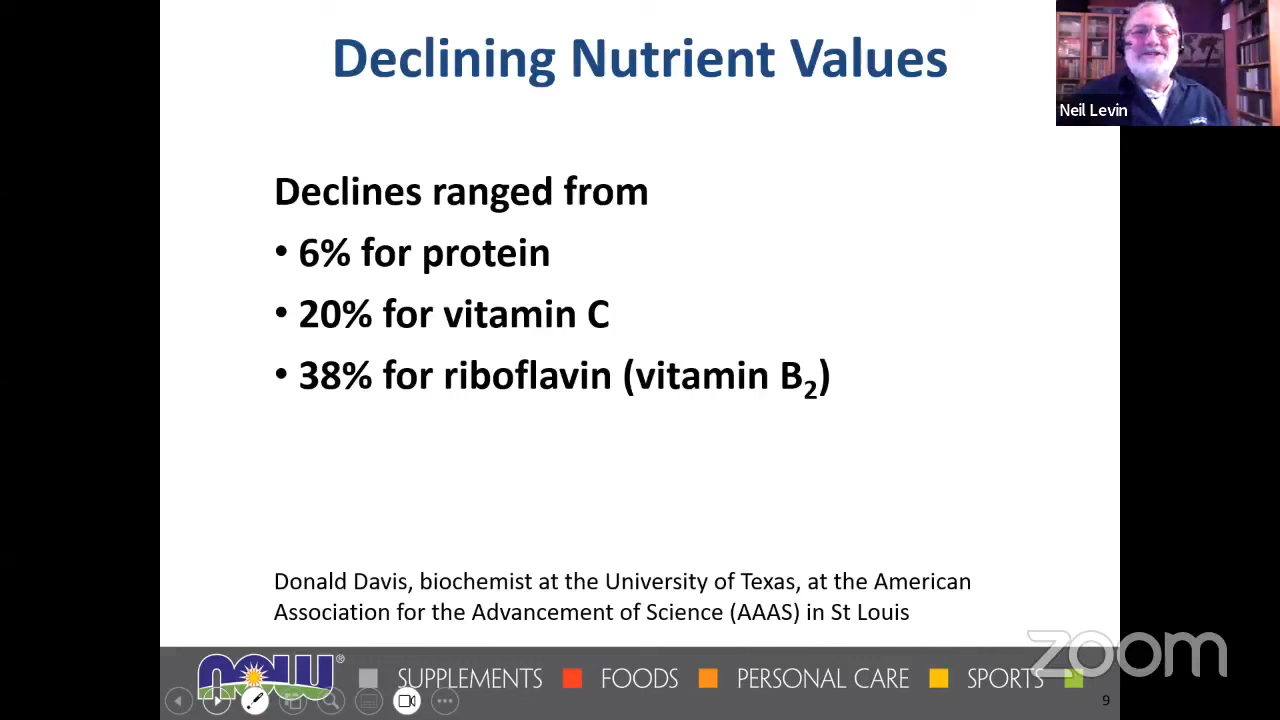 Declining Nutrient Values
Neil Levin
Declines ranged from
• 6% for protein
• 20% for vitamin C
• 38% for riboflavin (vitamin B₂)
Donald Davis, biochemist at the University of Texas, at the American
Association for the Advancement of Science (AAAS) in St Louis
NOW® SUPPLEMENTS FOODS PERSONAL CARE SPORTS
zoom
9